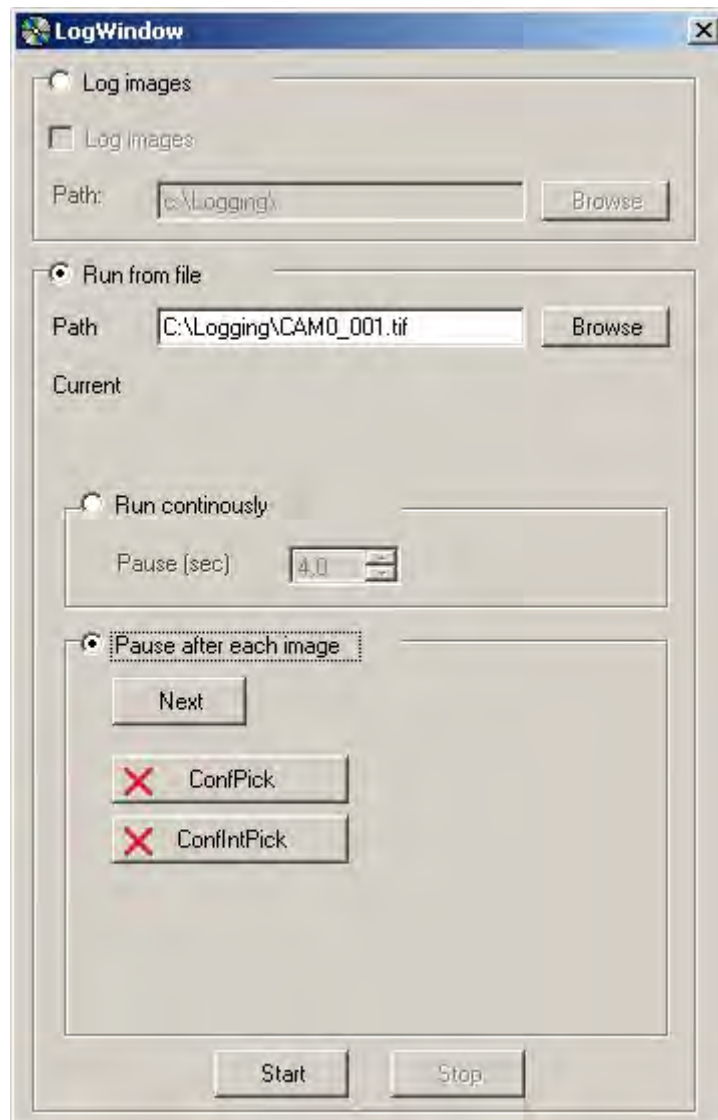 LogWindow
Log images
Log images
Path: c:\Logging\ Browse
Run from file
Path C:\Logging\CAM0_001.tif Browse
Current
Run continously
Pause (sec) 4,0
Pause after each image
Next
ConfPick
ConfIntPick
Start Stop